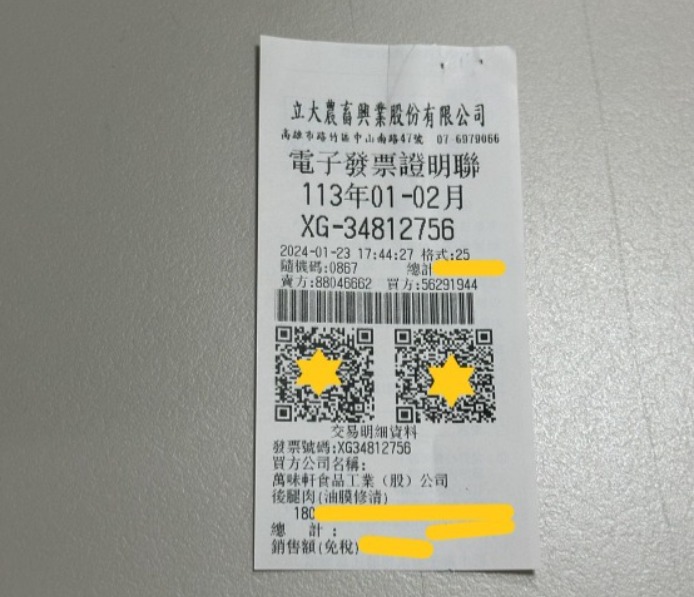 立大農畜興業股份有限公司
高雄市路竹區中山南路47號 07-6979066
電子發票證明聯
113年01-02月
XG-34812756
2024-01-23 17:44:27 格式:25
隨機碼:0867 總計
賣方:88046662 買方:56291944
交易明細資料
發票號碼:XG34812756
買方公司名稱:
萬味軒食品工業（股）公司
後腿肉(油膜修清)
180
總 計:
銷售額(免稅)